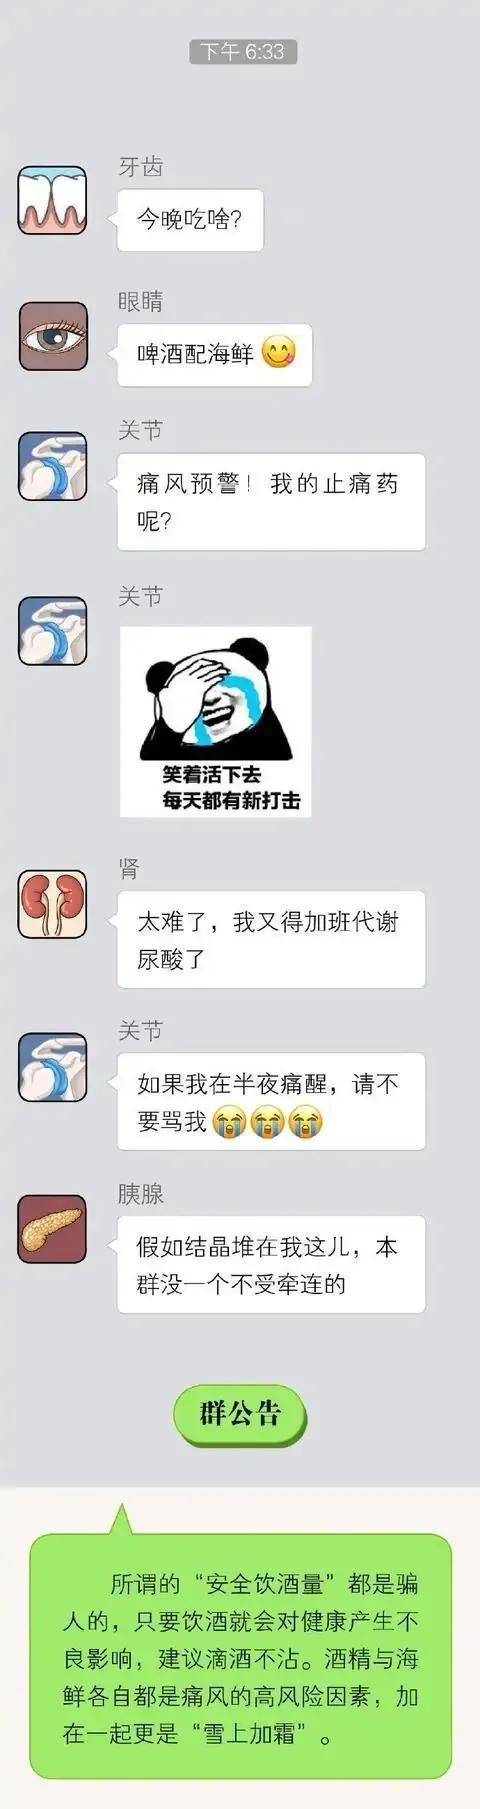 下午 6:33
牙齿
今晚吃啥?
眼睛
啤酒配海鲜😋
关节
痛风预警！我的止痛药
呢?
关节
笑着活下去
每天都有新打击
肾
太难了，我又得加班代谢
尿酸了
关节
如果我在半夜痛醒，请不
要骂我😭😭😭
胰腺
假如结晶堆在我这儿，本
群没一个不受牵连的
群公告
所谓的“安全饮酒量”都是骗
人的，只要饮酒就会对健康产生不
良影响，建议滴酒不沾。酒精与海
鲜各自都是痛风的高风险因素，加
在一起更是“雪上加霜”。